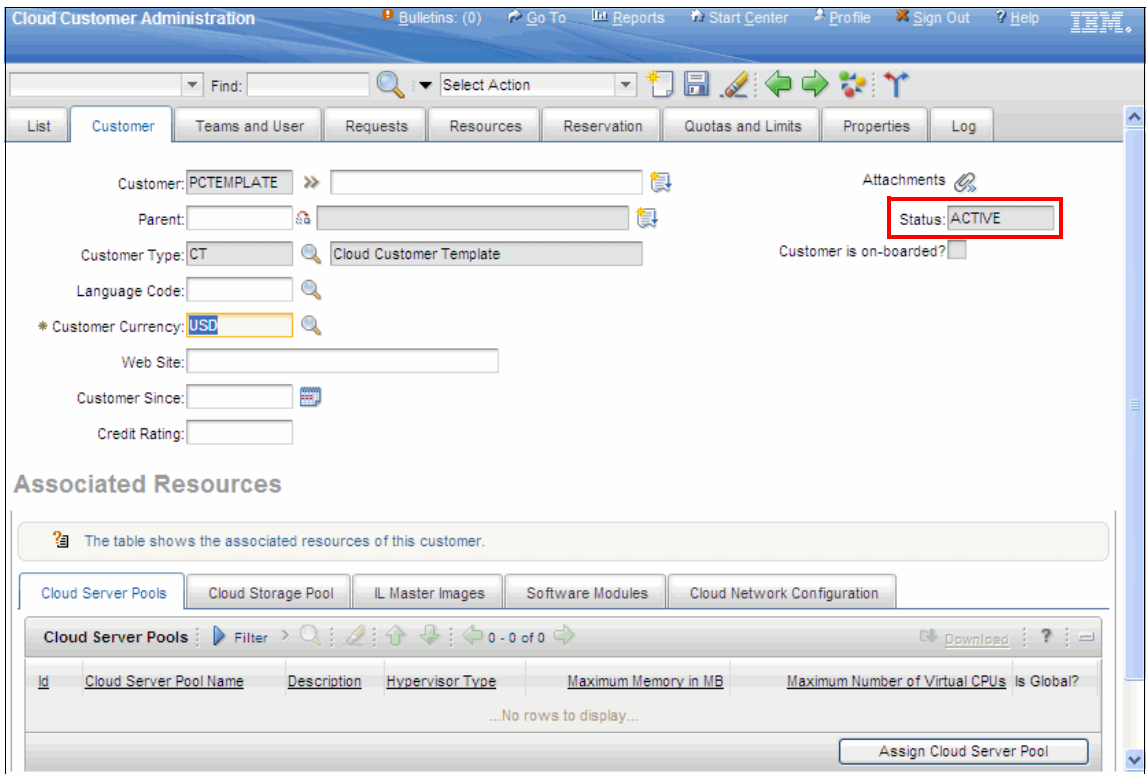 Cloud Customer Administration Bulletins: (0) Go To Reports Start Center Profile Sign Out ? Help IBM.
Find: Select Action
List Customer Teams and User Requests Resources Reservation Quotas and Limits Properties Log
Customer: PCTEMPLATE Attachments
Parent: Status: ACTIVE
Customer Type: CT Cloud Customer Template Customer is on-boarded?
Language Code:
* Customer Currency: USD
Web Site:
Customer Since:
Credit Rating:
Associated Resources
The table shows the associated resources of this customer.
Cloud Server Pools Cloud Storage Pool IL Master Images Software Modules Cloud Network Configuration
Cloud Server Pools Filter 0 - 0 of 0 Download ?
Id Cloud Server Pool Name Description Hypervisor Type Maximum Memory in MB Maximum Number of Virtual CPUs Is Global?
...No rows to display...
Assign Cloud Server Pool